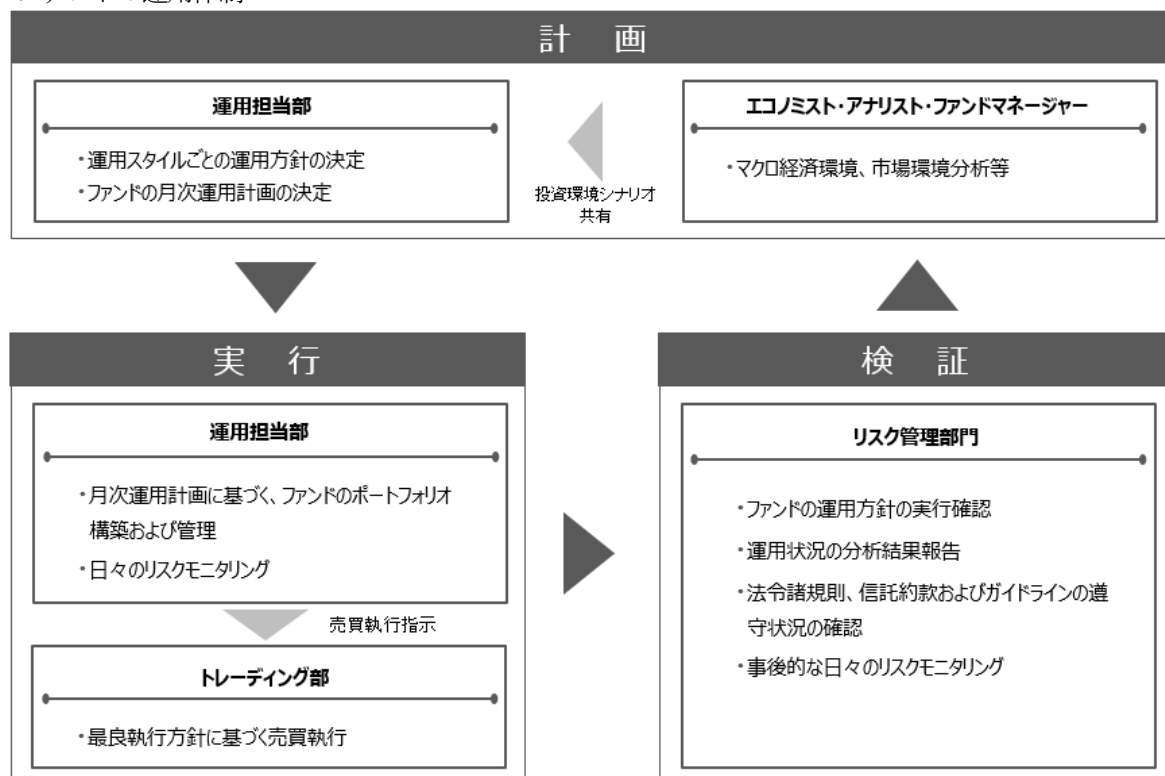 計 画
運用担当部
・運用スタイルごとの運用方針の決定
・ファンドの月次運用計画の決定
投資環境シナリオ
共有
エコノミスト・アナリスト・ファンドマネージャー
・マクロ経済環境、市場環境分析等
実 行
運用担当部
・月次運用計画に基づく、ファンドのポートフォリオ
構築および管理
・日々のリスクモニタリング
売買執行指示
トレーディング部
・最良執行方針に基づく売買執行
検 証
リスク管理部門
・ファンドの運用方針の実行確認
・運用状況の分析結果報告
・法令諸規則、信託約款およびガイドラインの遵
守状況の確認
・事後的な日々のリスクモニタリング